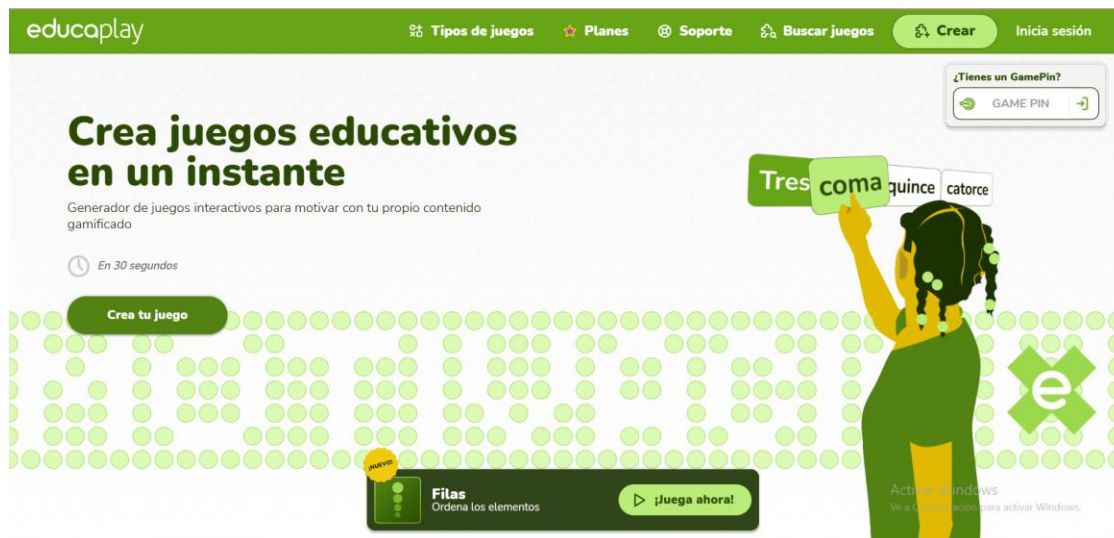 educaplay
Tipos de juegos
Planes
Soporte
Buscar juegos
Crear
Inicia sesión
¿Tienes un GamePin?
GAME PIN
Crea juegos educativos
en un instante
Generador de juegos interactivos para motivar con tu propio contenido
gamificado
En 30 segundos
Crea tu juego
Tres coma quince catorce
e
¡NUEVO!
Filas
Ordena los elementos
¡Juega ahora!
Activar Windows
Ve a Configuración para activar Windows.